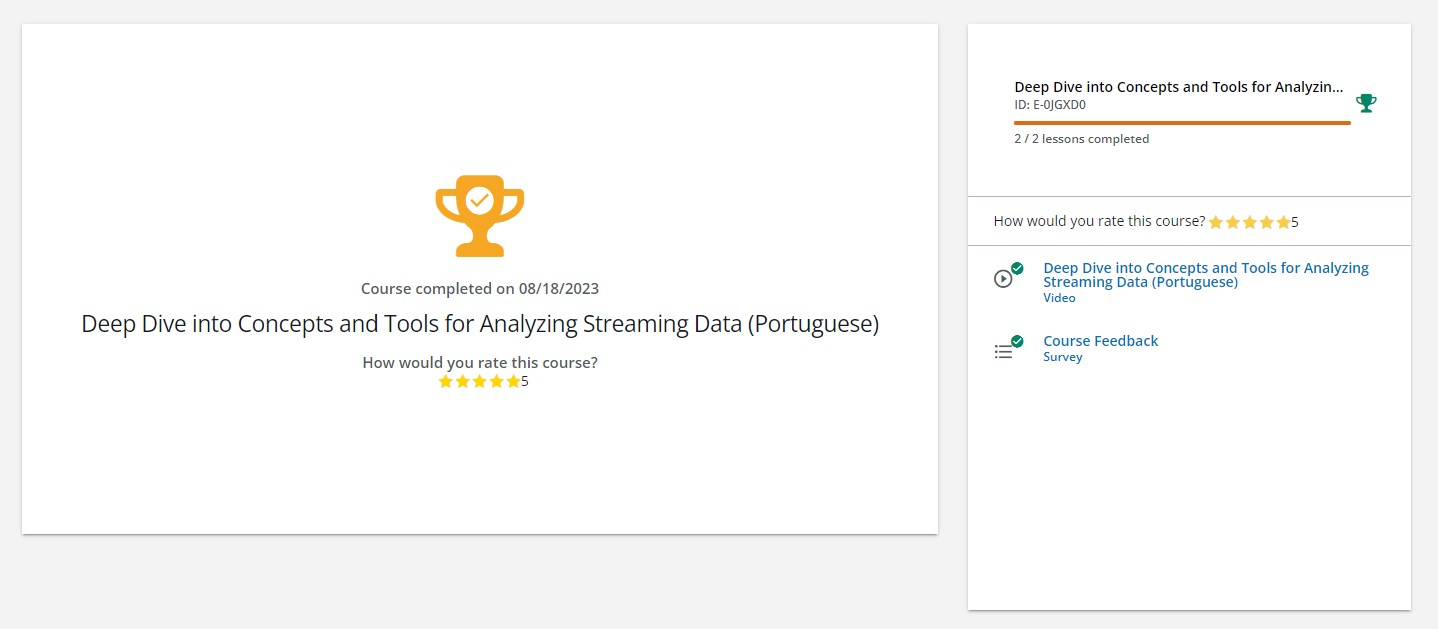 Course completed on 08/18/2023
Deep Dive into Concepts and Tools for Analyzing Streaming Data (Portuguese)
How would you rate this course?
5
Deep Dive into Concepts and Tools for Analyzin...
ID: E-0JGXD0
2 / 2 lessons completed
How would you rate this course? 5
Deep Dive into Concepts and Tools for Analyzing
Streaming Data (Portuguese)
Video
Course Feedback
Survey